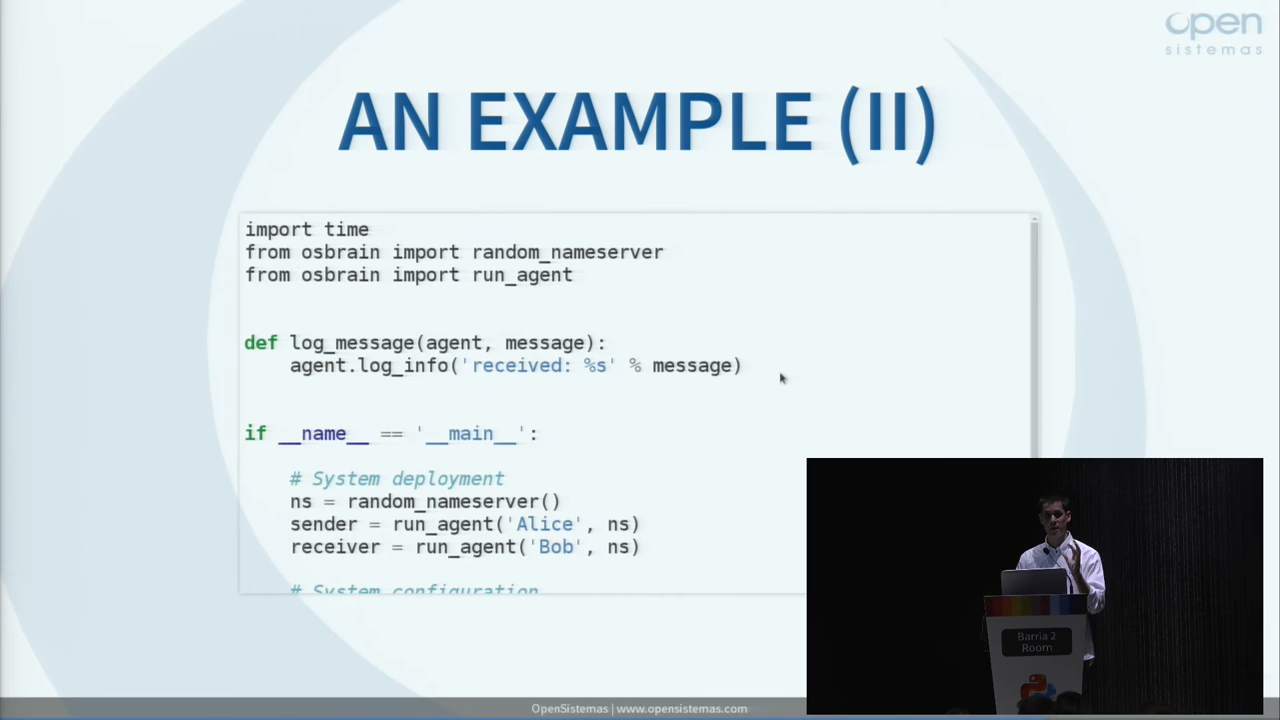 open
sistemas
AN EXAMPLE (II)
import time
from osbrain import random_nameserver
from osbrain import run_agent
def log_message(agent, message):
    agent.log_info('received: %s' % message)
if __name__ == '__main__':
    # System deployment
    ns = random_nameserver()
    sender = run_agent('Alice', ns)
    receiver = run_agent('Bob', ns)
    # System configuration
Barria 2
Room
OpenSistemas | www.opensistemas.com